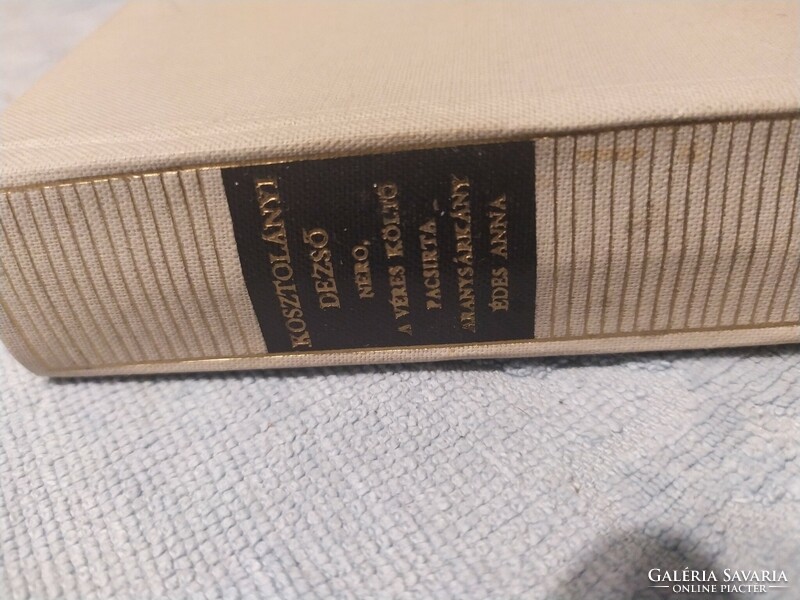 KOSZTOLÁNYI
DEZSŐ
NERO,
A VÉRES KÖLTŐ
PACSIRTA –
ARANYSÁRKÁNY
ÉDES ANNA
GALÉRIA SAVARIA
ONLINE PIACTÉR